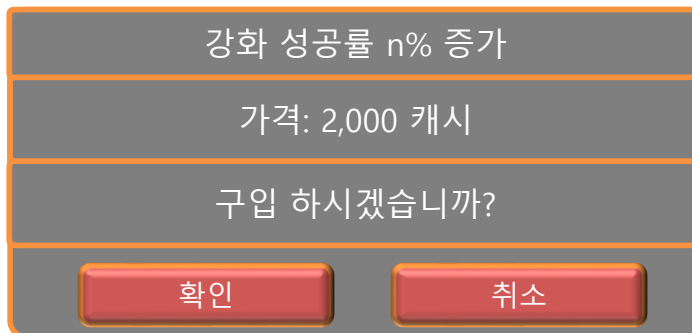 강화 성공률 n% 증가
가격: 2,000 캐시
구입 하시겠습니까?
확인
취소